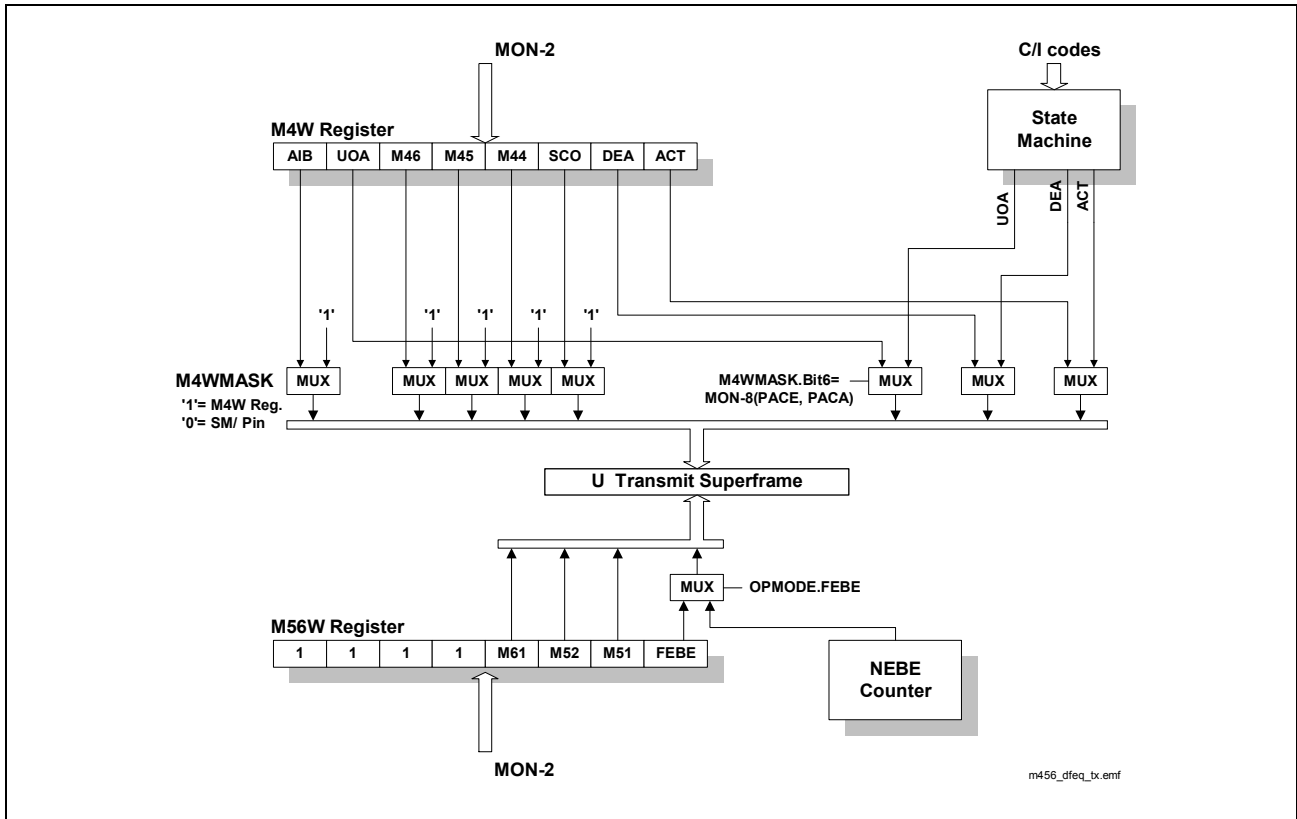 MON-2
C/I codes
State
Machine
M4W Register
AIB UOA M46 M45 M44 SCO DEA ACT
UOA
DEA
ACT
'1' '1' '1' '1' '1'
M4WMASK
'1'= M4W Reg.
'0'= SM/ Pin
MUX MUX MUX MUX MUX
M4WMASK.Bit6=
MON-8(PACE, PACA)
MUX MUX MUX
U Transmit Superframe
MUX
OPMODE.FEBE
M56W Register
1 1 1 1 M61 M52 M51 FEBE
NEBE
Counter
MON-2
m456_dfeq_tx.emf